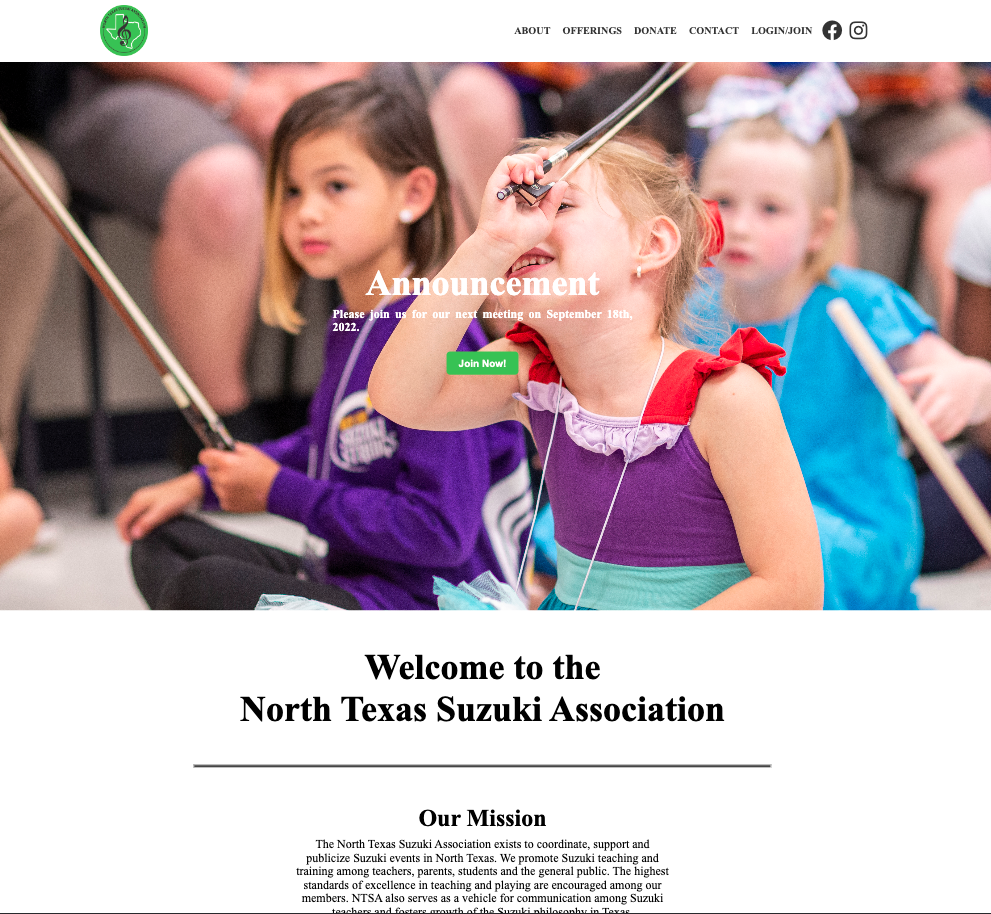 ABOUT OFFERINGS DONATE CONTACT LOGIN/JOIN
Announcement
Please join us for our next meeting on September 18th,
2022.
Join Now!
Welcome to the
North Texas Suzuki Association
Our Mission
The North Texas Suzuki Association exists to coordinate, support and
publicize Suzuki events in North Texas. We promote Suzuki teaching and
training among teachers, parents, students and the general public. The highest
standards of excellence in teaching and playing are encouraged among our
members. NTSA also serves as a vehicle for communication among Suzuki
teachers and fosters growth of the Suzuki philosophy in Texas.